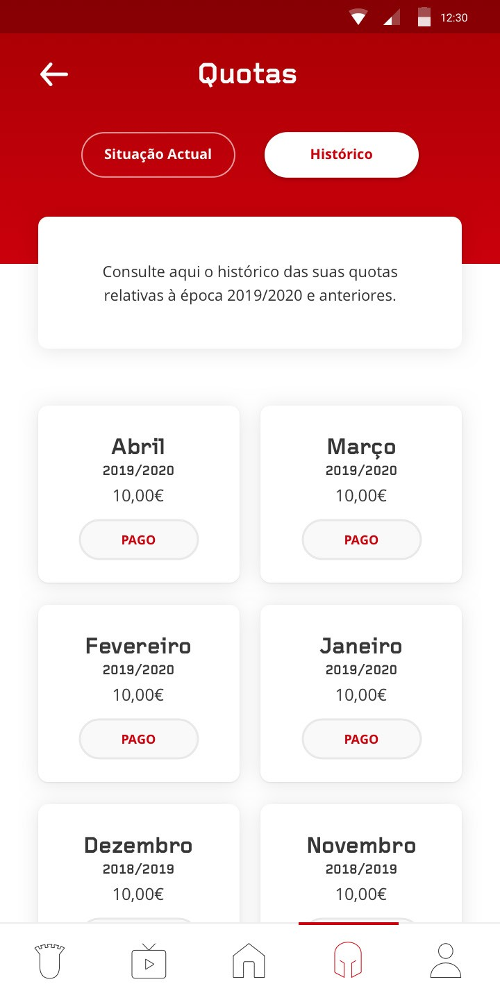 12:30
Quotas
Situação Actual
Histórico
Consulte aqui o histórico das suas quotas
relativas à época 2019/2020 e anteriores.
Abril
2019/2020
10,00€
PAGO
Março
2019/2020
10,00€
PAGO
Fevereiro
2019/2020
10,00€
PAGO
Janeiro
2019/2020
10,00€
PAGO
Dezembro
2018/2019
10,00€
Novembro
2018/2019
10,00€